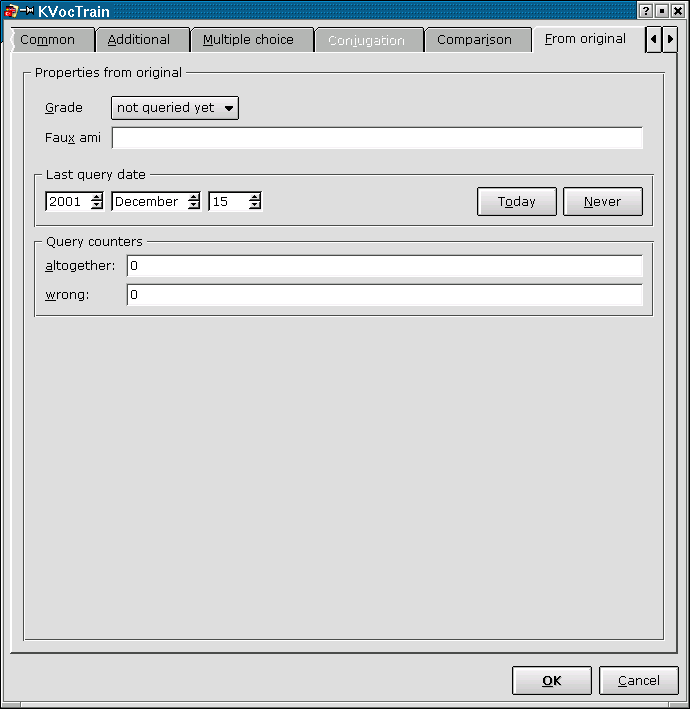 KVocTrain
Common Additional Multiple choice Conjugation Comparison From original
Properties from original
Grade not queried yet
Faux ami
Last query date
2001 December 15 Today Never
Query counters
altogether: 0
wrong: 0
OK Cancel